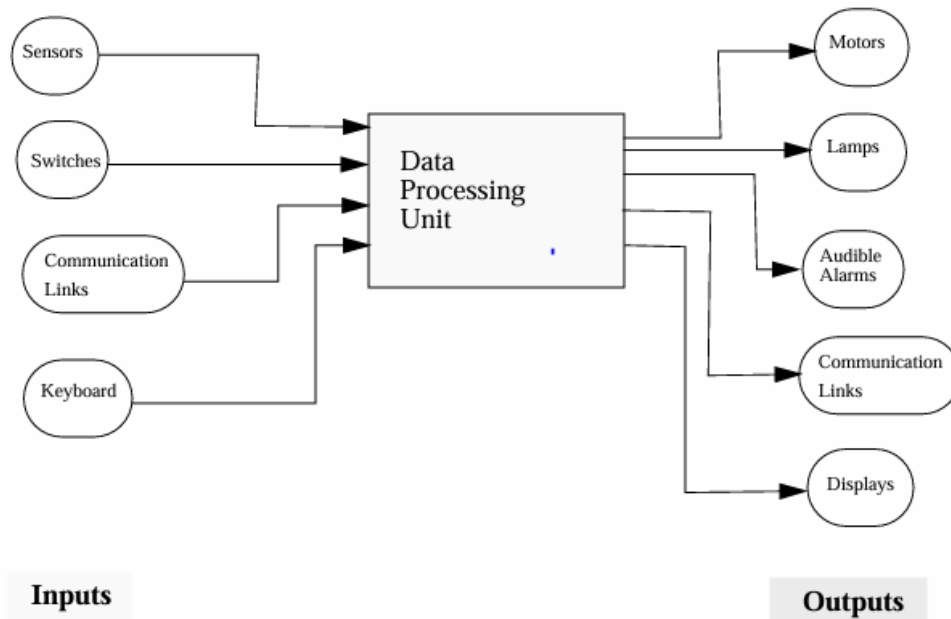 Sensors
Switches
Communication
Links
Keyboard
Data
Processing
Unit
Motors
Lamps
Audible
Alarms
Communication
Links
Displays
Inputs
Outputs